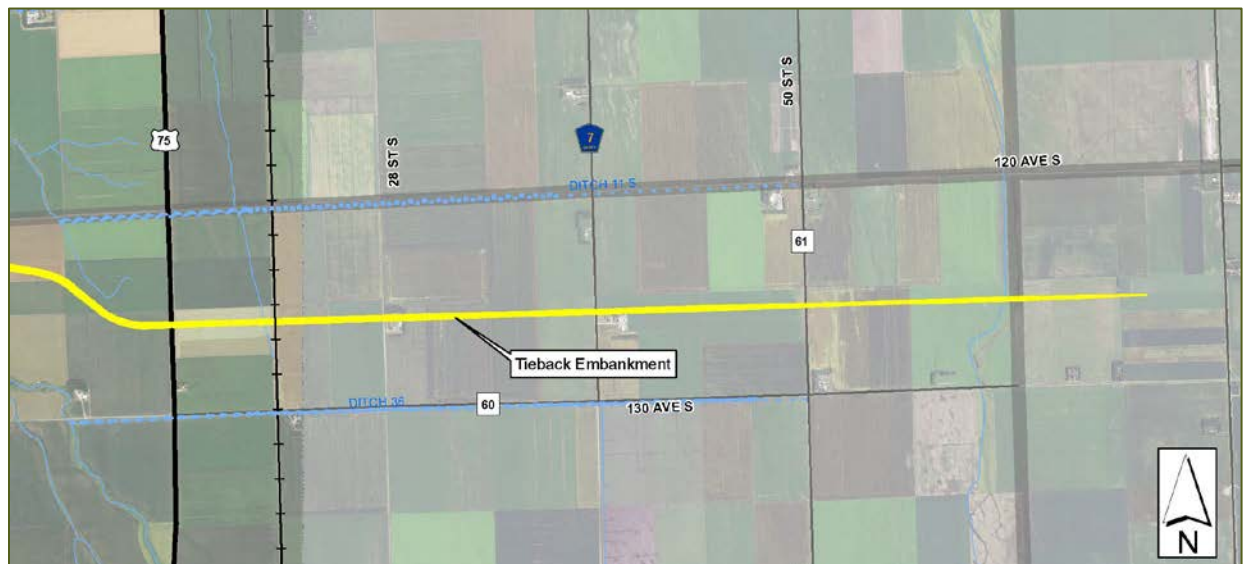 75
28 ST S
7
50 ST S
120 AVE S
DITCH 11 S
61
Tieback Embankment
DITCH 36
60
130 AVE S
N